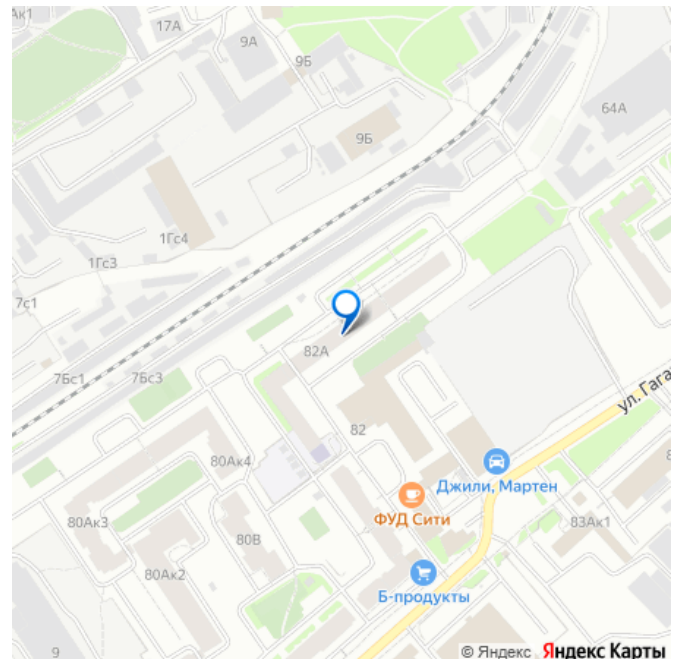 Ак1
17А
9А
9Б
64А
9Б
1Гс4
1Гс3
7с1
82А
7Бс1
7Бс3
ул. Гага
82
80Ак4
Джили, Мартен
ФУД Сити
80Ак3
80В
83Ак1
80Ак2
Б-продукты
9
© Яндекс Яндекс Карты